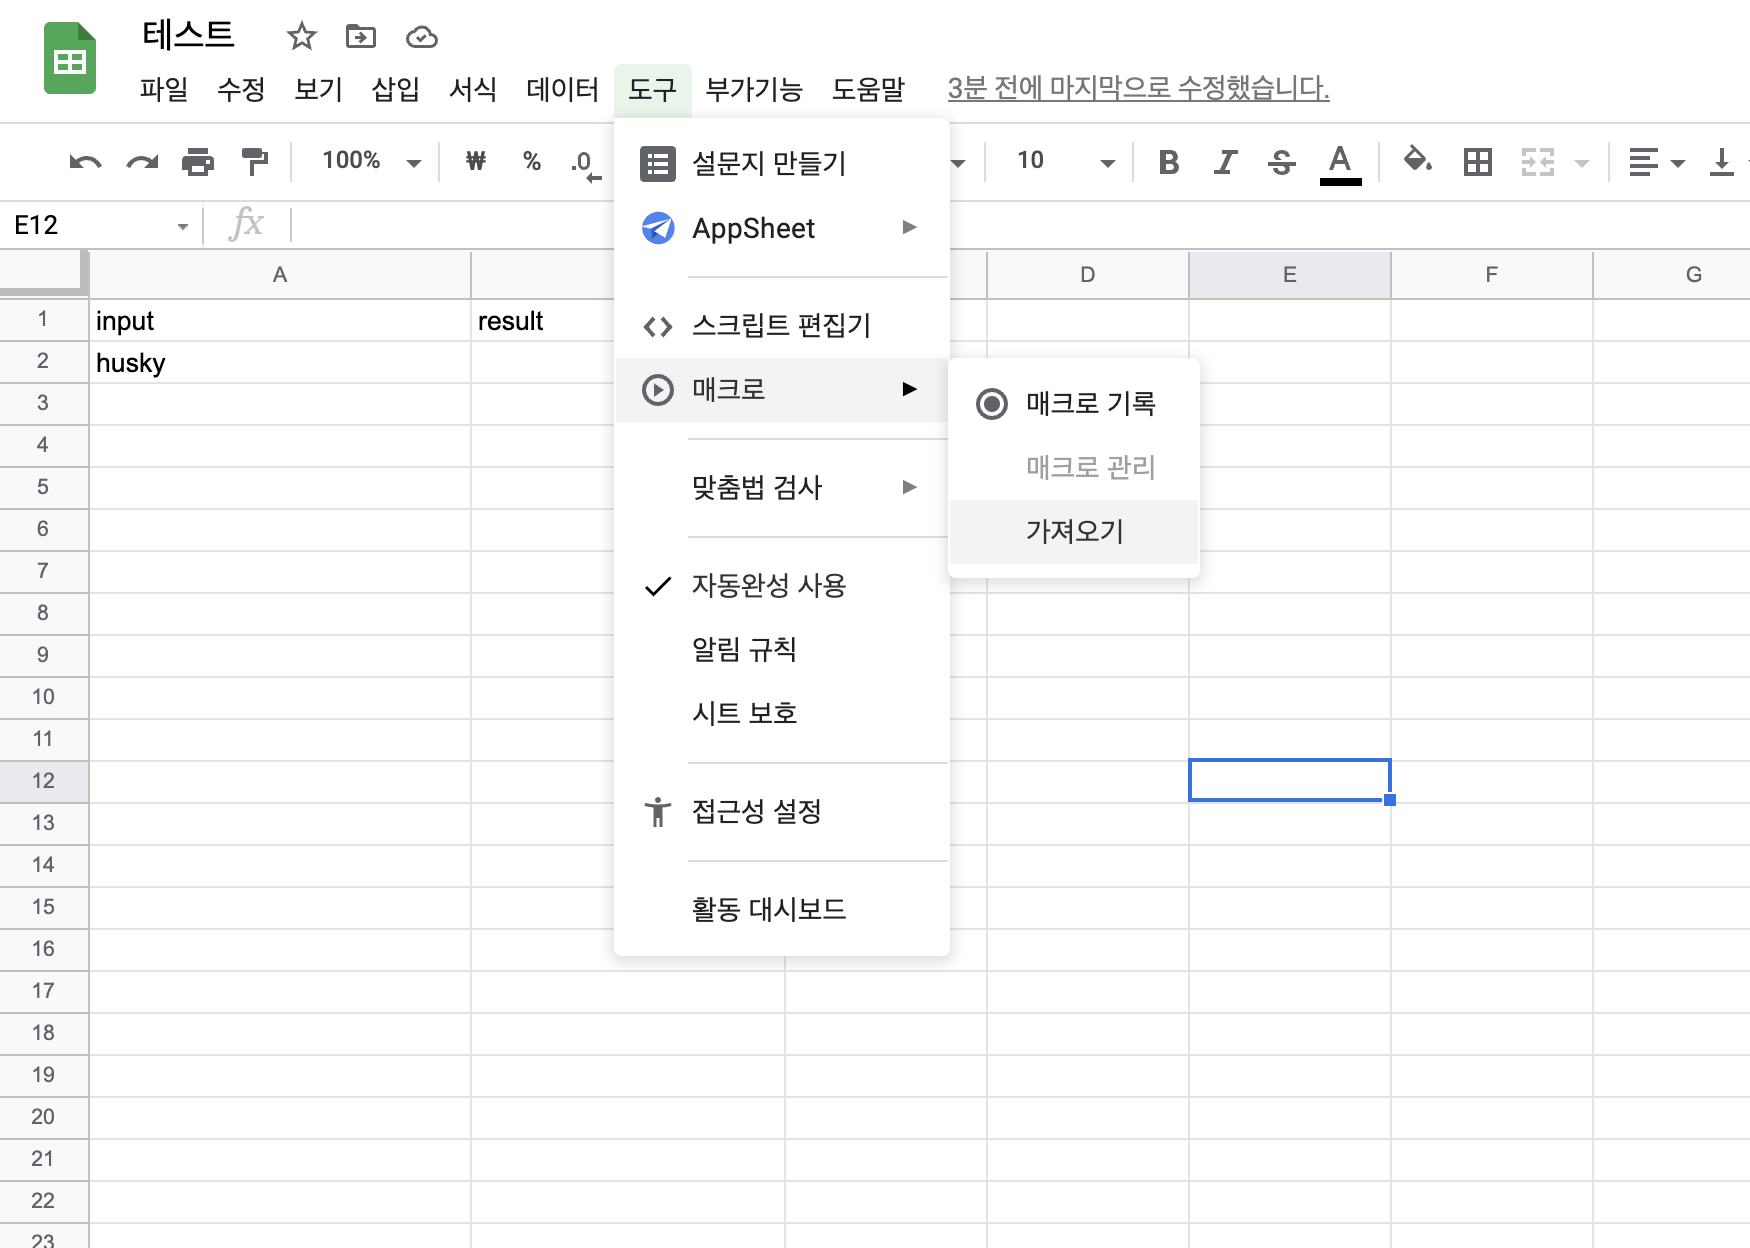 테스트
파일 수정 보기 삽입 서식 데이터 도구 부가기능 도움말 3분 전에 마지막으로 수정했습니다.
100% ₩ % .0 10 B I S A
E12 fx
A D E F G
1 input result
2 husky
3
4
5
6
7
8
9
10
11
12
13
14
15
16
17
18
19
20
21
22
23
설문지 만들기
AppSheet
스크립트 편집기
매크로
맞춤법 검사
자동완성 사용
알림 규칙
시트 보호
접근성 설정
활동 대시보드
매크로 기록
매크로 관리
가져오기